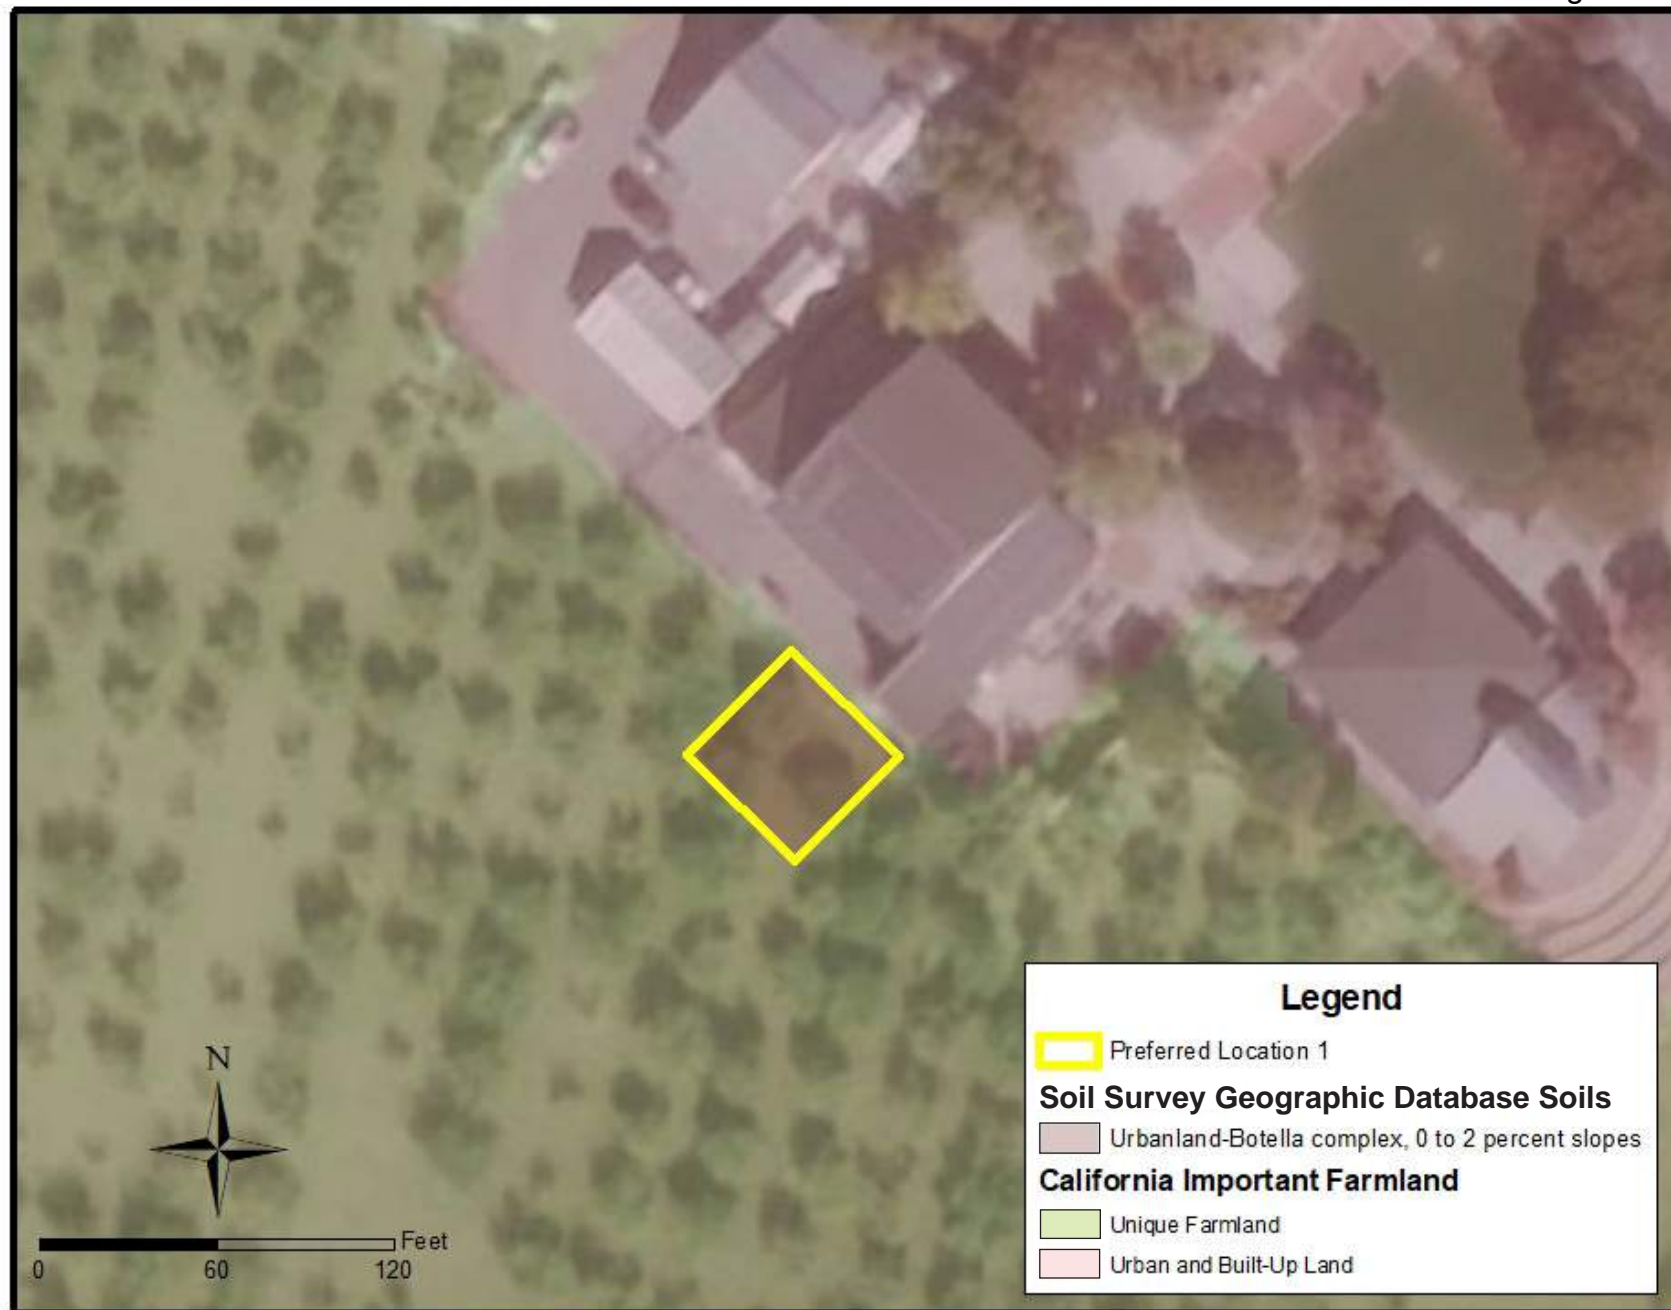 Legend
Preferred Location 1
Soil Survey Geographic Database Soils
Urbanland-Botella complex, 0 to 2 percent slopes
California Important Farmland
Unique Farmland
Urban and Built-Up Land
N
Feet
0 60 120